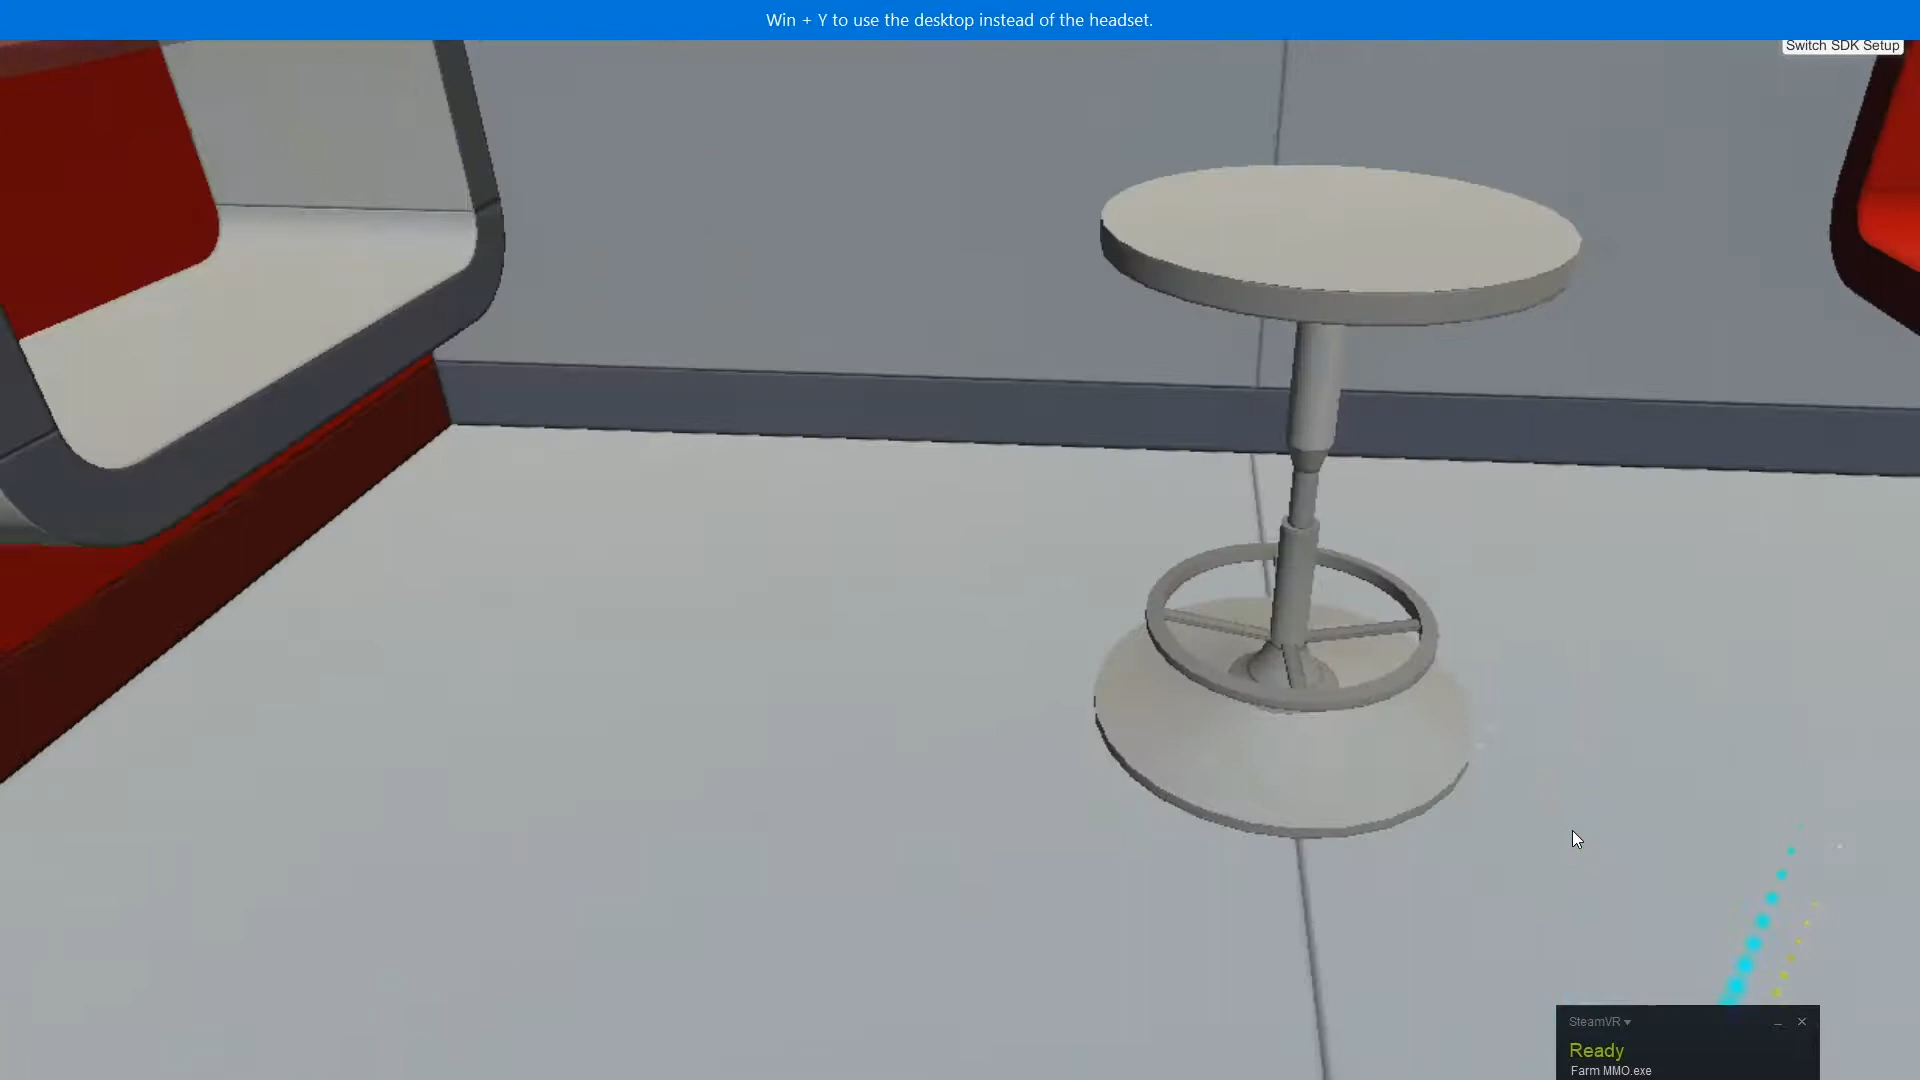 Win + Y to use the desktop instead of the headset.
Switch SDK Setup
SteamVR
Ready
Farm MMO.exe